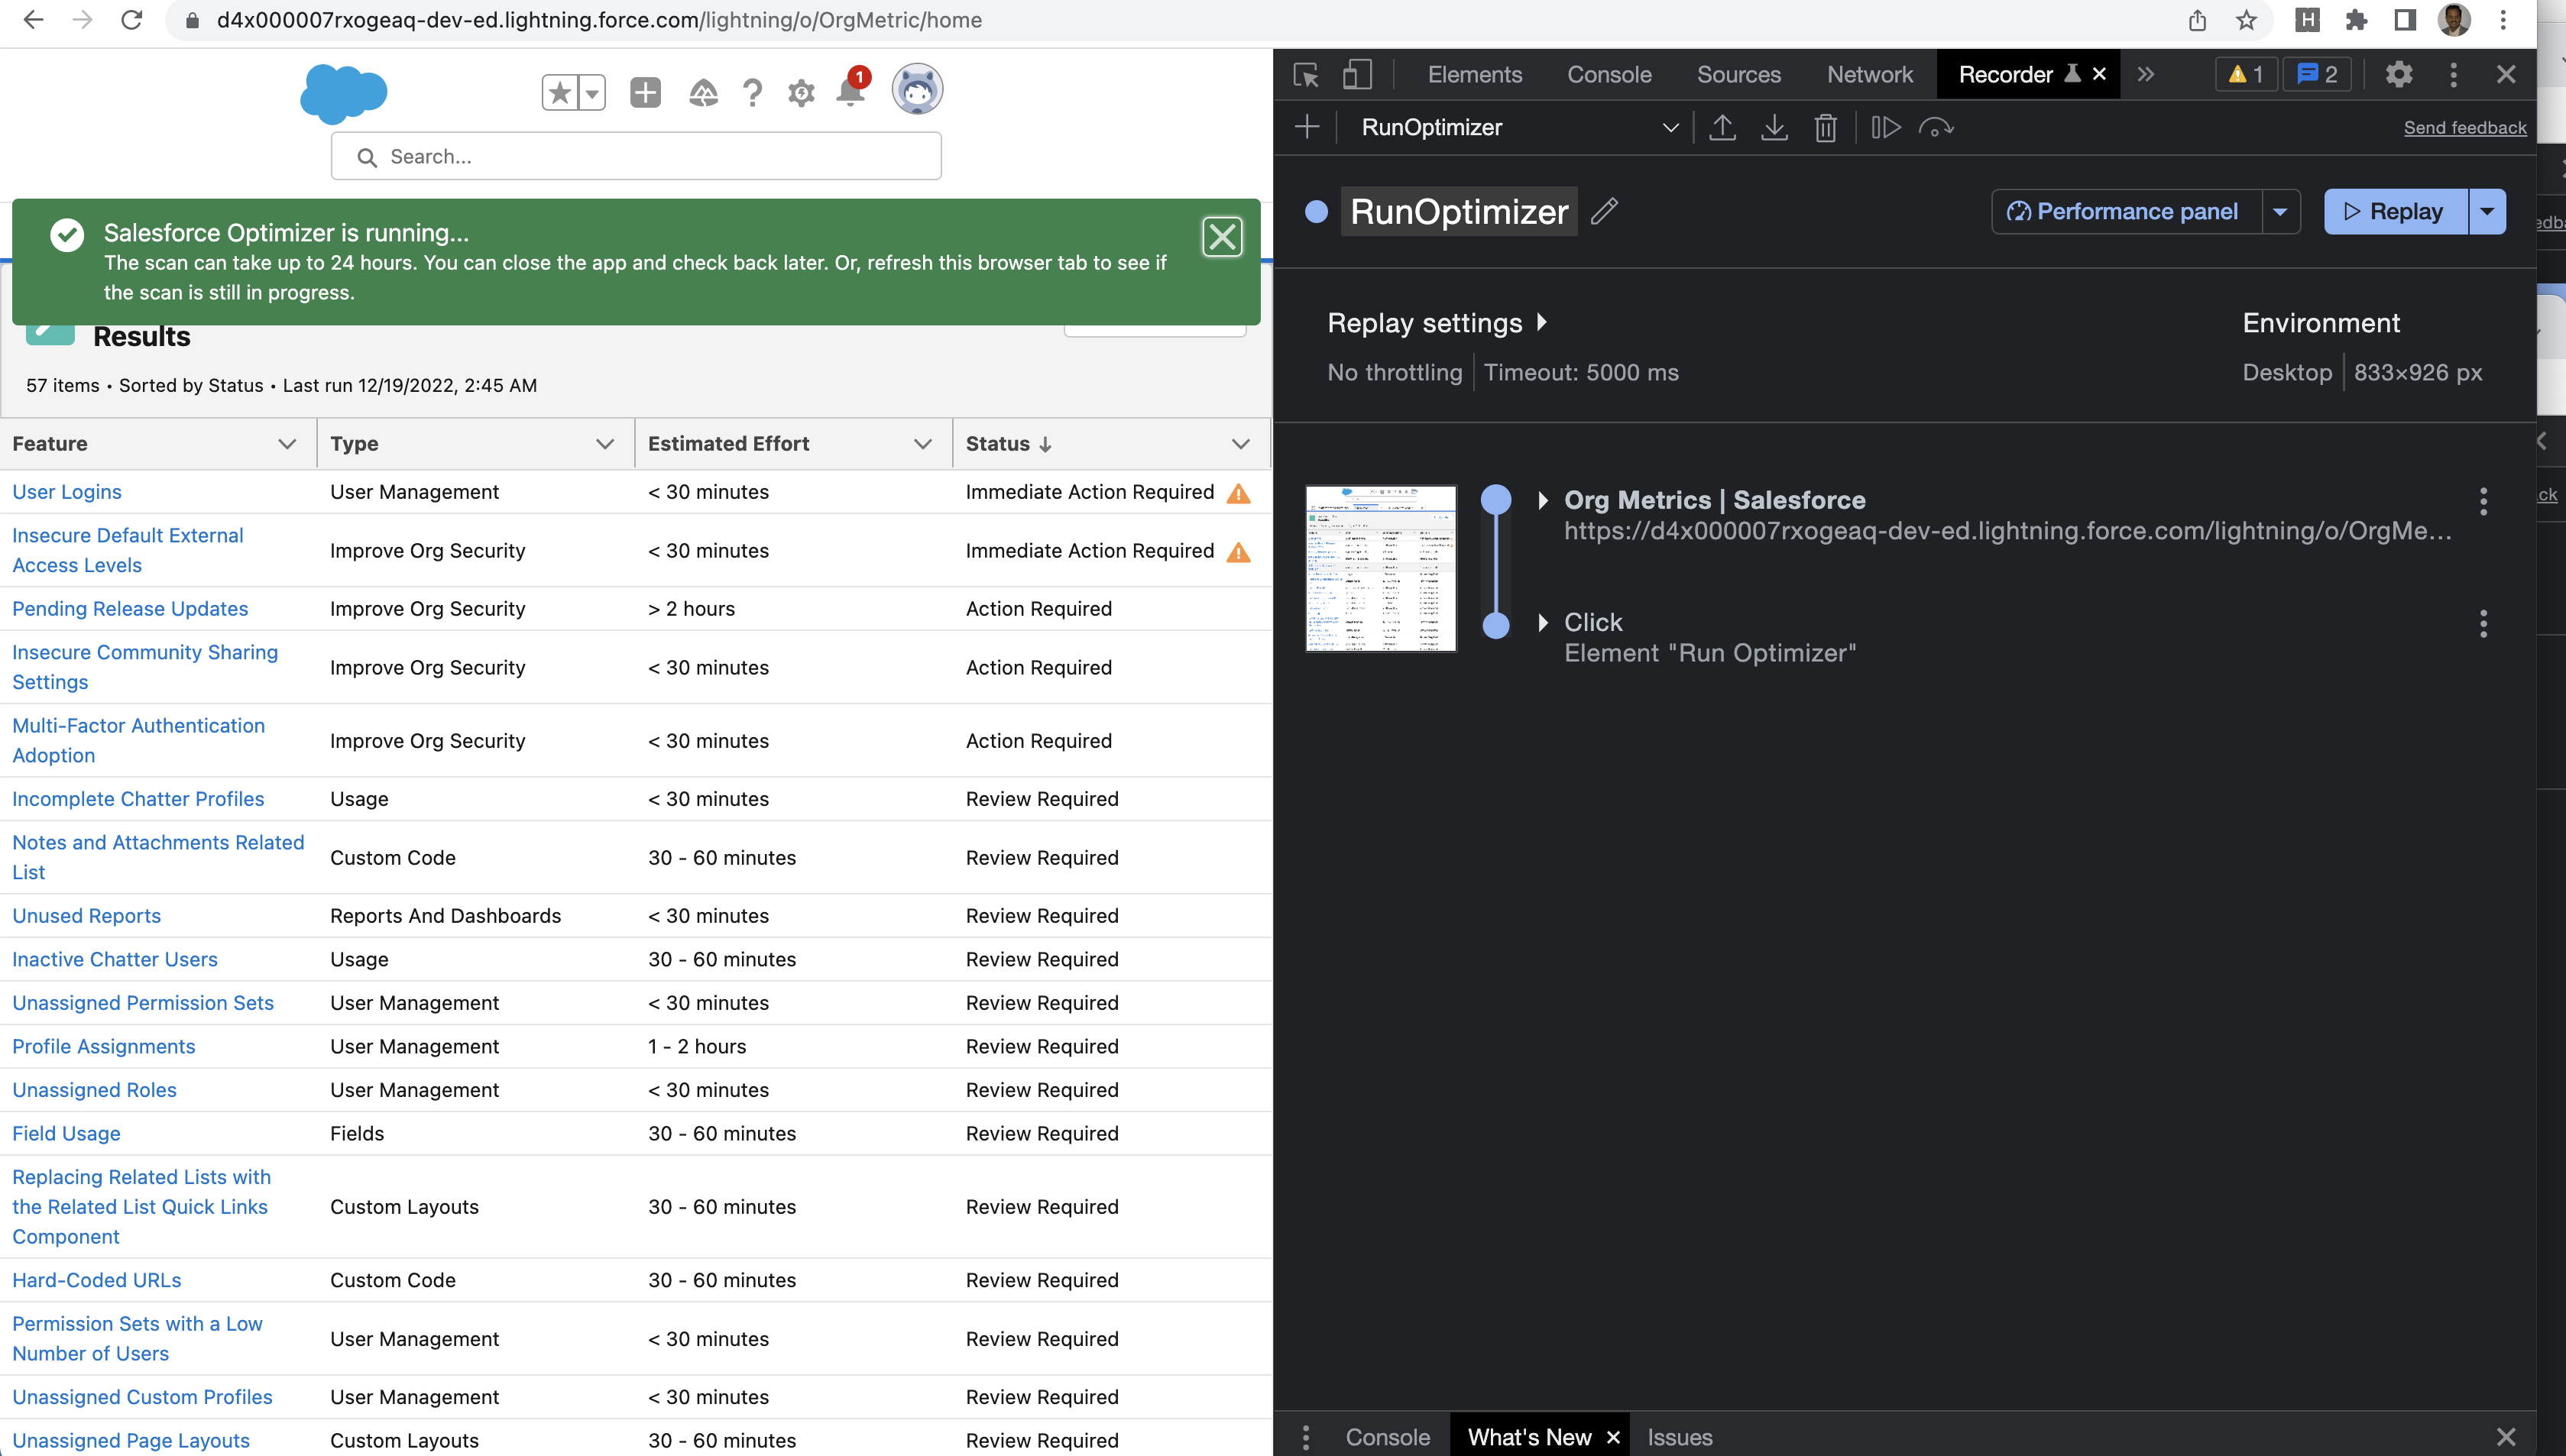 d4x000007rxogeaq-dev-ed.lightning.force.com/lightning/o/OrgMetric/home
1
Search...
Salesforce Optimizer is running...
The scan can take up to 24 hours. You can close the app and check back later. Or, refresh this browser tab to see if
the scan is still in progress.
Results
57 items • Sorted by Status • Last run 12/19/2022, 2:45 AM
Feature Type Estimated Effort Status
User Logins User Management < 30 minutes Immediate Action Required
Insecure Default External
Access Levels Improve Org Security < 30 minutes Immediate Action Required
Pending Release Updates Improve Org Security > 2 hours Action Required
Insecure Community Sharing
Settings Improve Org Security < 30 minutes Action Required
Multi-Factor Authentication
Adoption Improve Org Security < 30 minutes Action Required
Incomplete Chatter Profiles Usage < 30 minutes Review Required
Notes and Attachments Related
List Custom Code 30 - 60 minutes Review Required
Unused Reports Reports And Dashboards < 30 minutes Review Required
Inactive Chatter Users Usage 30 - 60 minutes Review Required
Unassigned Permission Sets User Management < 30 minutes Review Required
Profile Assignments User Management 1 - 2 hours Review Required
Unassigned Roles User Management < 30 minutes Review Required
Field Usage Fields 30 - 60 minutes Review Required
Replacing Related Lists with
the Related List Quick Links
Component Custom Layouts 30 - 60 minutes Review Required
Hard-Coded URLs Custom Code 30 - 60 minutes Review Required
Permission Sets with a Low
Number of Users User Management < 30 minutes Review Required
Unassigned Custom Profiles User Management < 30 minutes Review Required
Unassigned Page Layouts Custom Layouts 30 - 60 minutes Review Required
Elements Console Sources Network Recorder 1 2
RunOptimizer Send feedback
RunOptimizer Performance panel Replay
Replay settings Environment
No throttling Timeout: 5000 ms Desktop 833×926 px
Org Metrics | Salesforce
https://d4x000007rxogeaq-dev-ed.lightning.force.com/lightning/o/OrgMe...
Click
Element "Run Optimizer"
Console What's New Issues